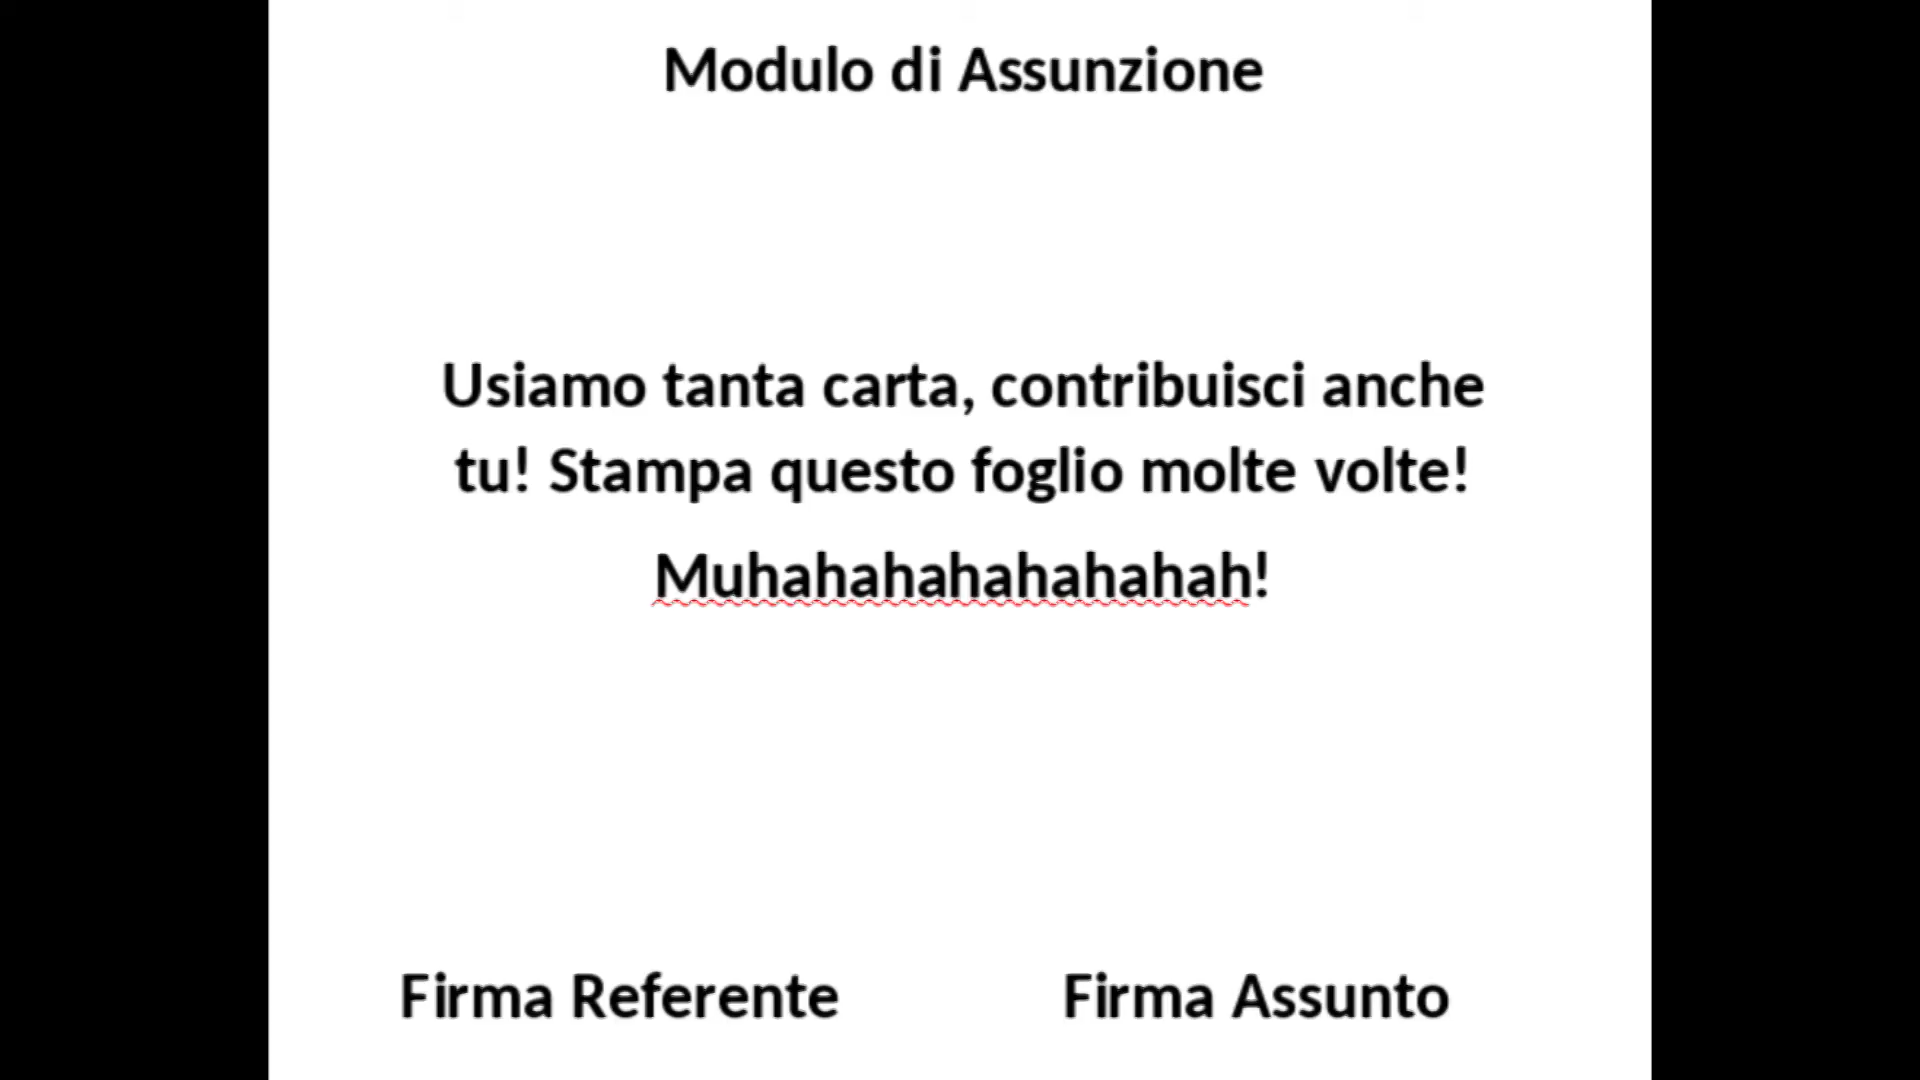 Modulo di Assunzione
Usiamo tanta carta, contribuisci anche
tu! Stampa questo foglio molte volte!
Muhahahahahahahah!
Firma Referente Firma Assunto